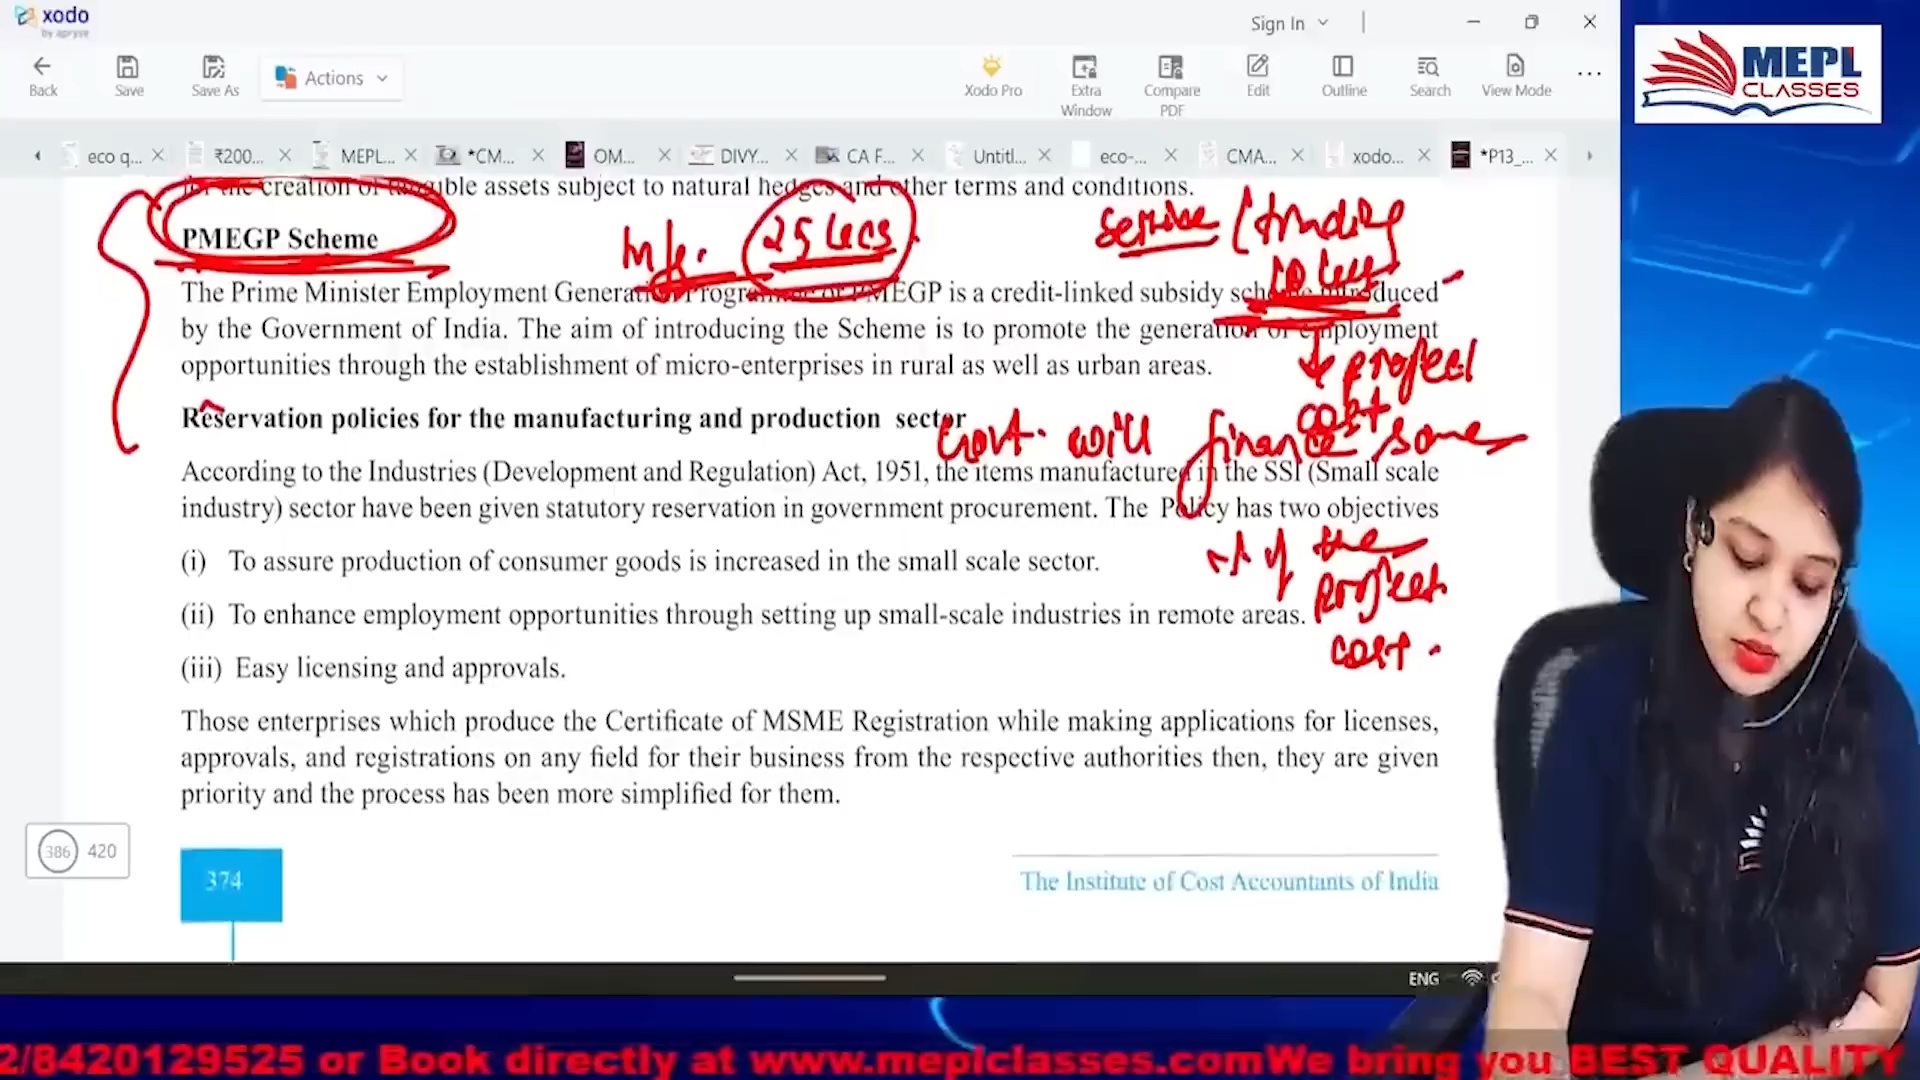 xodo
by apryse
Sign In
Back
Save
Save As
Actions
Xodo Pro
Extra Window
Compare PDF
Edit
Outline
Search
View Mode
MEPL
CLASSES
eco q...
₹200...
MEPL...
*CM...
OM...
DIVY...
CA F...
Untitl...
eco-...
CMA...
xodo...
*P13_...
for the creation of tangible assets subject to natural hedges and other terms and conditions.
PMEGP Scheme
25 lacs
service (trading
10 lacs
The Prime Minister Employment Generation Programme or PMEGP is a credit-linked subsidy scheme introduced
by the Government of India. The aim of introducing the Scheme is to promote the generation of employment
opportunities through the establishment of micro-enterprises in rural as well as urban areas.
project
cost
Reservation policies for the manufacturing and production sector
Govt. will finance some
According to the Industries (Development and Regulation) Act, 1951, the items manufactured in the SSI (Small scale
industry) sector have been given statutory reservation in government procurement. The Policy has two objectives
of the
project
cost.
(i) To assure production of consumer goods is increased in the small scale sector.
(ii) To enhance employment opportunities through setting up small-scale industries in remote areas.
(iii) Easy licensing and approvals.
Those enterprises which produce the Certificate of MSME Registration while making applications for licenses,
approvals, and registrations on any field for their business from the respective authorities then, they are given
priority and the process has been more simplified for them.
386 420
374
The Institute of Cost Accountants of India
ENG
2/8420129525 or Book directly at www.meplclasses.comWe bring you BEST QUALITY